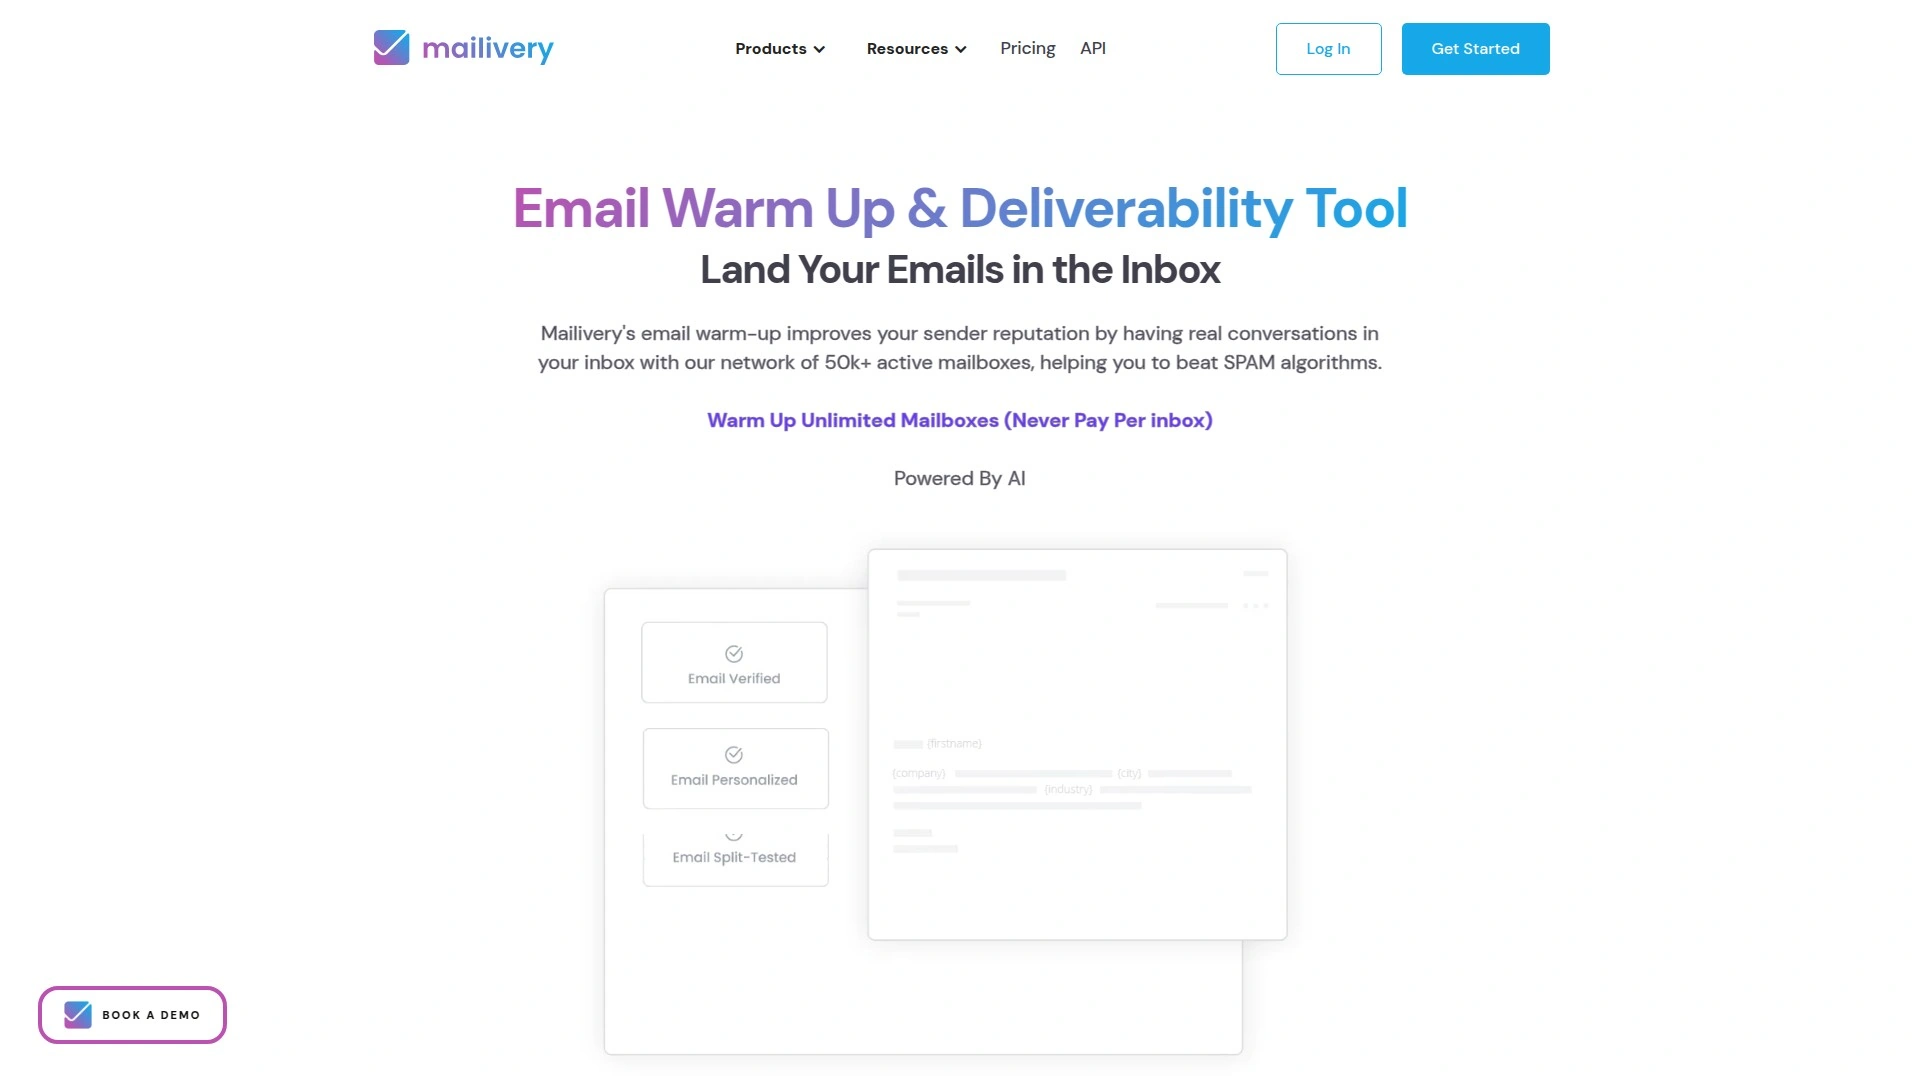 mailivery
Products
Resources
Pricing
API
Log In
Get Started
Email Warm Up & Deliverability Tool
Land Your Emails in the Inbox
Mailivery's email warm-up improves your sender reputation by having real conversations in
your inbox with our network of 50k+ active mailboxes, helping you to beat SPAM algorithms.
Warm Up Unlimited Mailboxes (Never Pay Per inbox)
Powered By AI
Email Verified
Email Personalized
Email Split-Tested
{firstname}
{company} {city}
{industry}
BOOK A DEMO